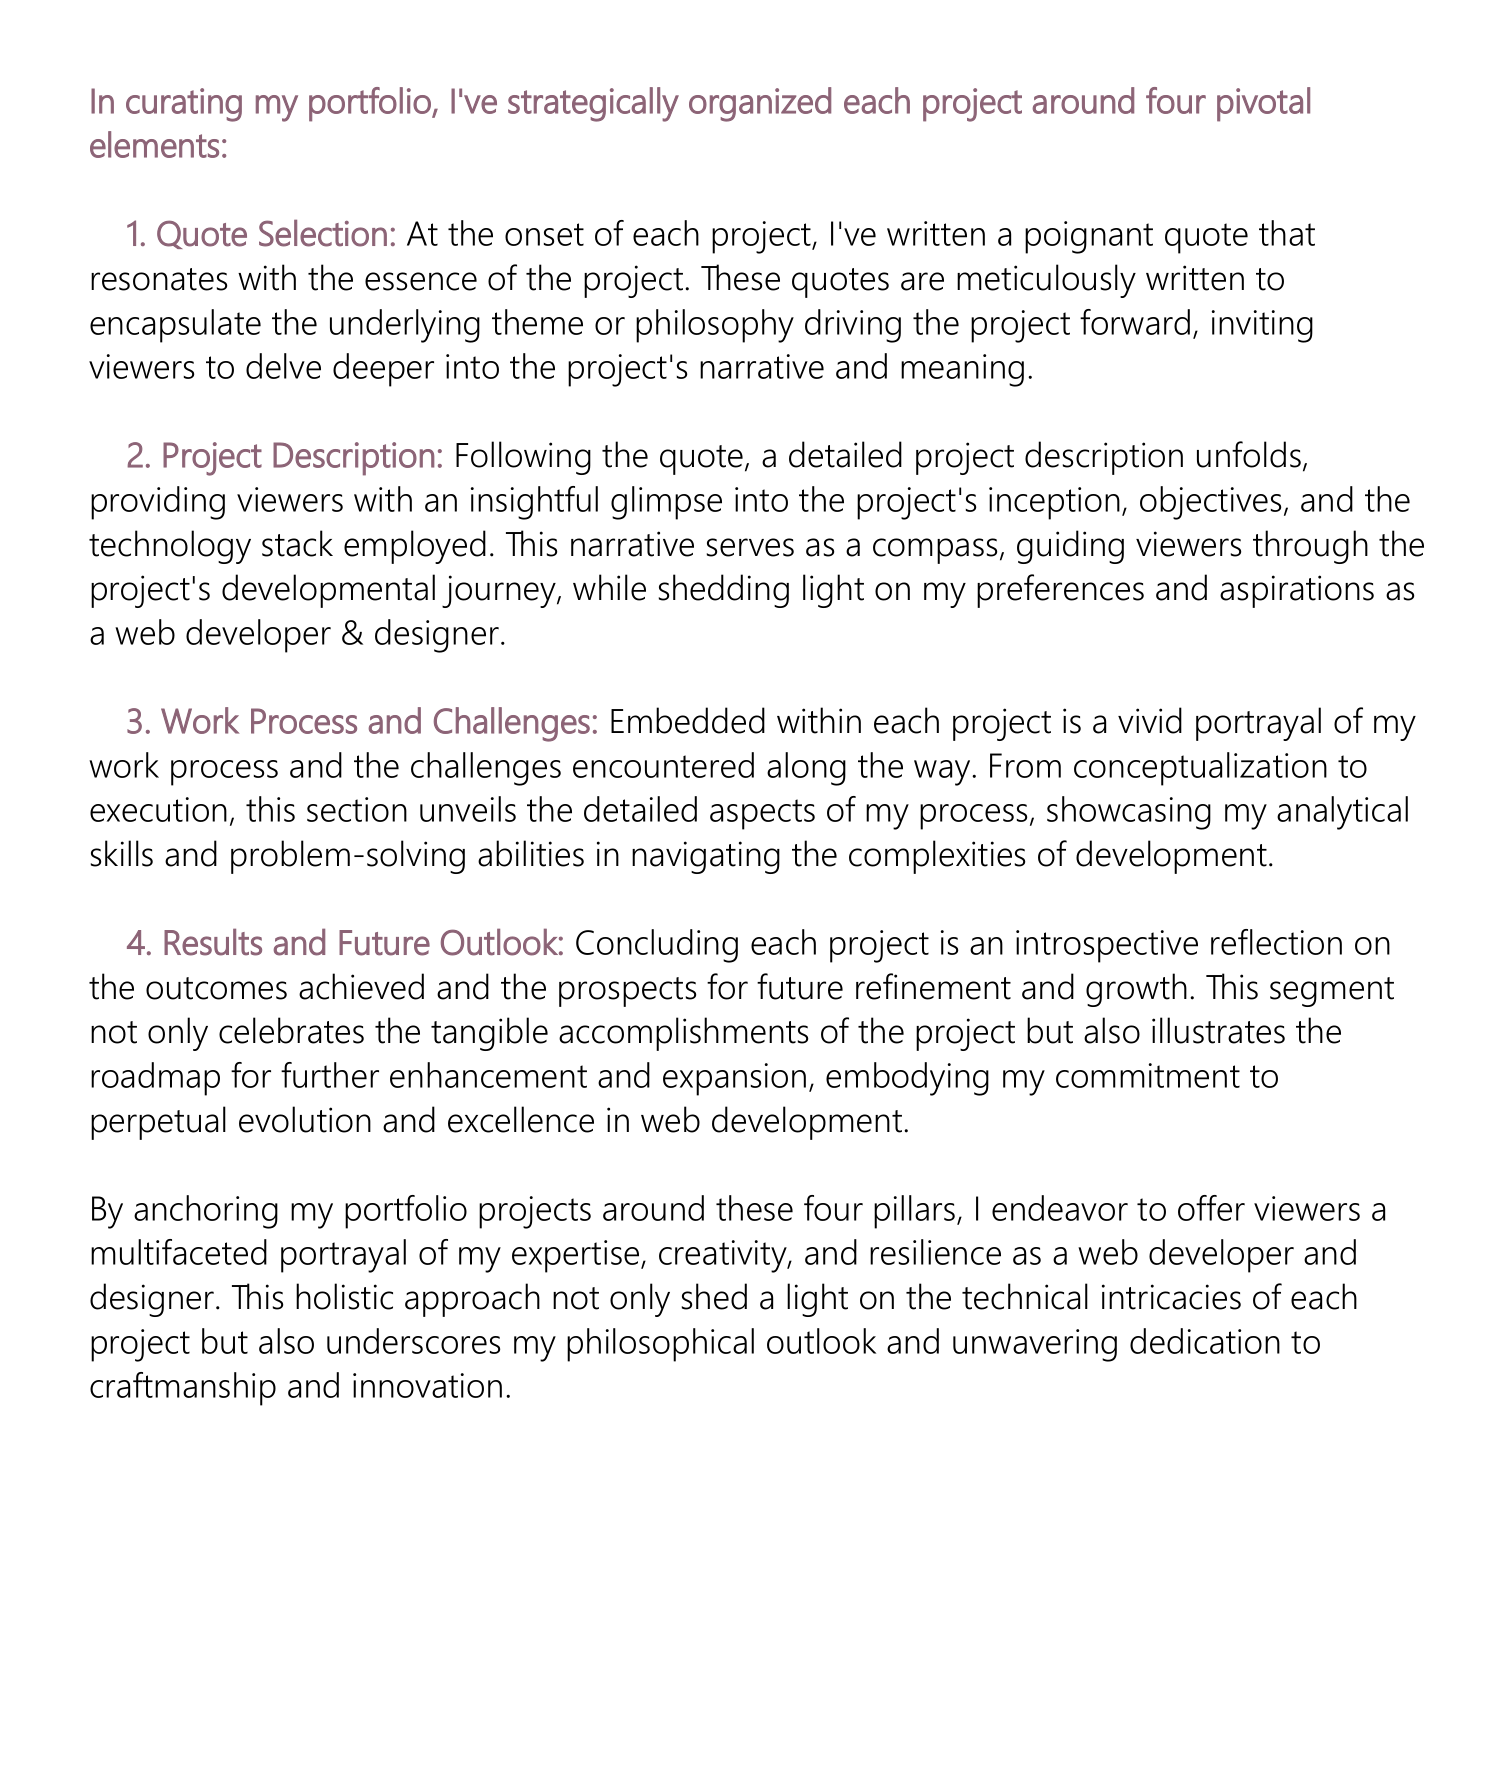 In curating my portfolio, I've strategically organized each project around four pivotal
elements:
1. Quote Selection: At the onset of each project, I've written a poignant quote that
resonates with the essence of the project. These quotes are meticulously written to
encapsulate the underlying theme or philosophy driving the project forward, inviting
viewers to delve deeper into the project's narrative and meaning.
2. Project Description: Following the quote, a detailed project description unfolds,
providing viewers with an insightful glimpse into the project's inception, objectives, and the
technology stack employed. This narrative serves as a compass, guiding viewers through the
project's developmental journey, while shedding light on my preferences and aspirations as
a web developer & designer.
3. Work Process and Challenges: Embedded within each project is a vivid portrayal of my
work process and the challenges encountered along the way. From conceptualization to
execution, this section unveils the detailed aspects of my process, showcasing my analytical
skills and problem-solving abilities in navigating the complexities of development.
4. Results and Future Outlook: Concluding each project is an introspective reflection on
the outcomes achieved and the prospects for future refinement and growth. This segment
not only celebrates the tangible accomplishments of the project but also illustrates the
roadmap for further enhancement and expansion, embodying my commitment to
perpetual evolution and excellence in web development.
By anchoring my portfolio projects around these four pillars, I endeavor to offer viewers a
multifaceted portrayal of my expertise, creativity, and resilience as a web developer and
designer. This holistic approach not only shed a light on the technical intricacies of each
project but also underscores my philosophical outlook and unwavering dedication to
craftmanship and innovation.